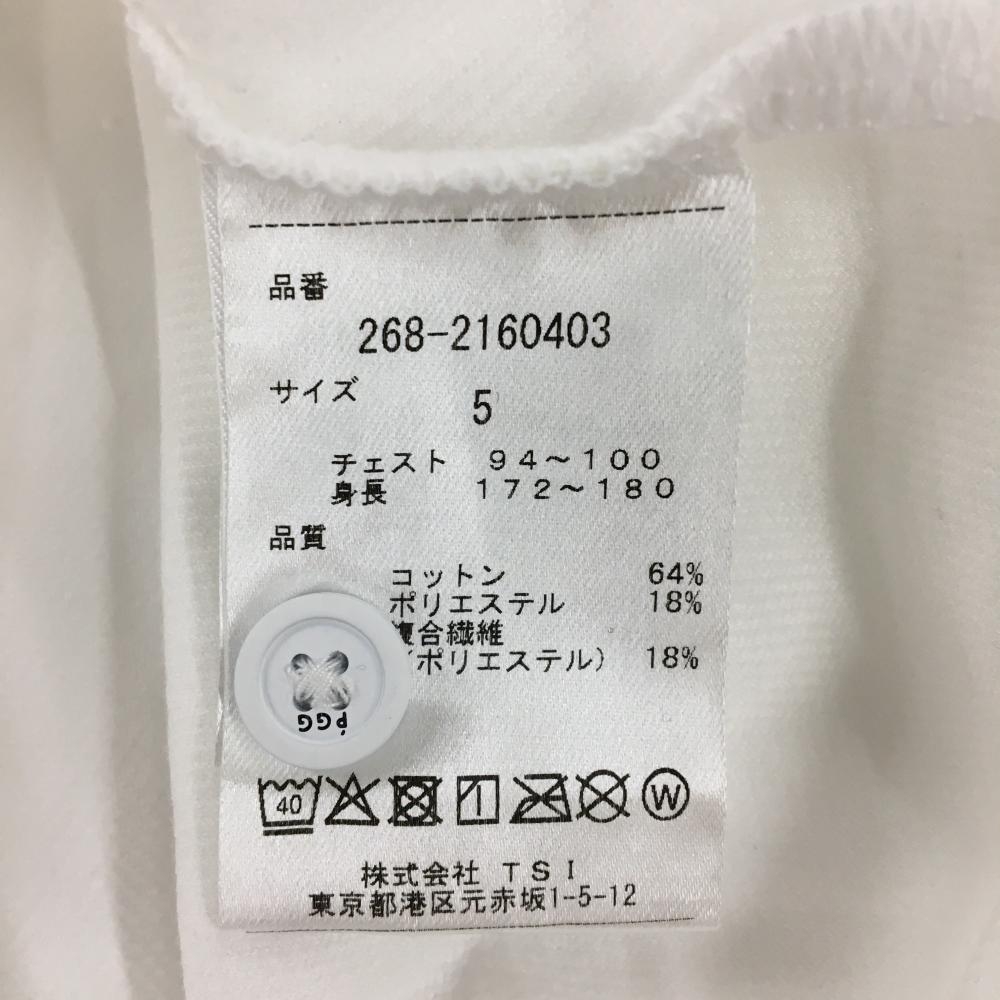 品番
268-2160403
サイズ
5
チェスト 94～100
身長 172～180
品質
コットン 64%
ポリエステル 18%
複合繊維
(ポリエステル) 18%
PGG
40
W
株式会社 TSI
東京都港区元赤坂1-5-12